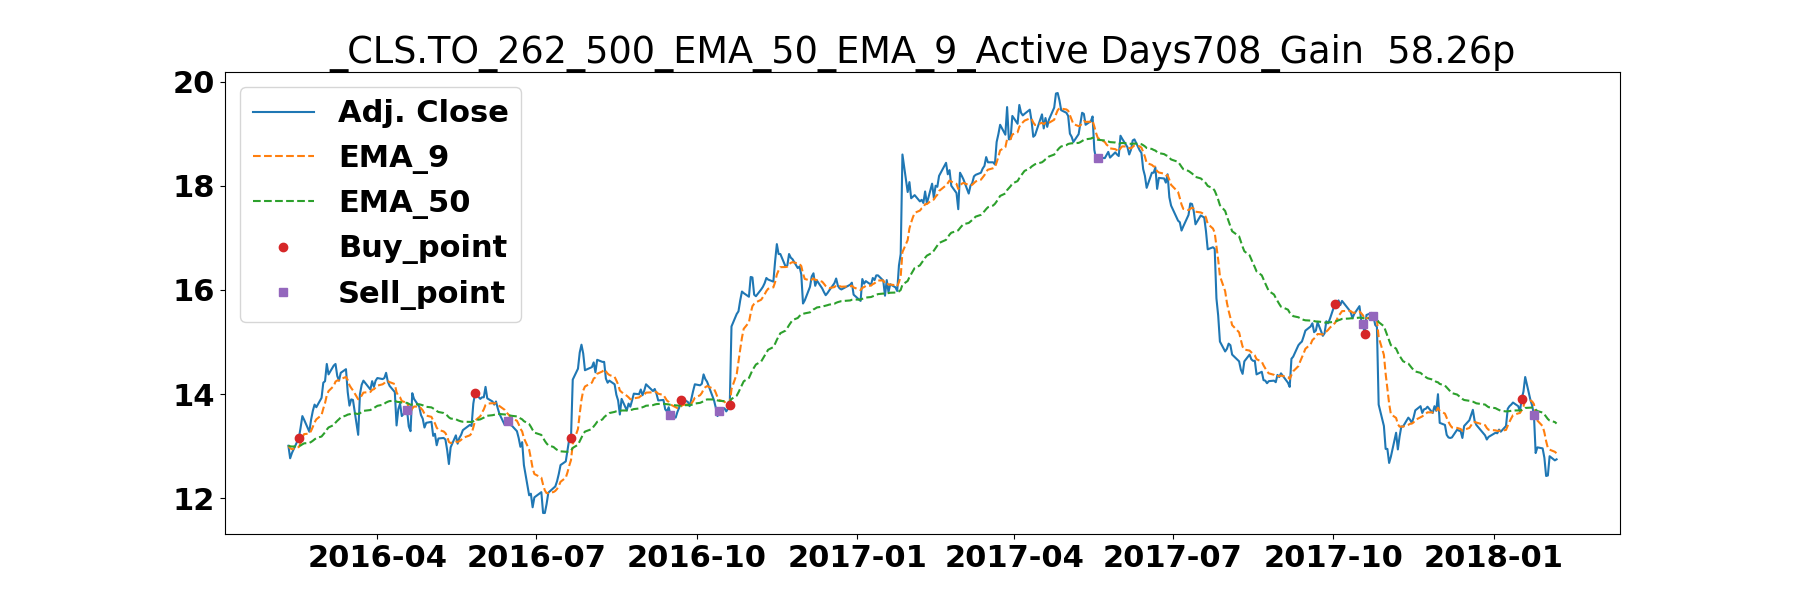 _CLS.TO_262_500_EMA_50_EMA_9_Active Days708_Gain  58.26p
20
18
16
14
12
Adj. Close
EMA_9
EMA_50
Buy_point
Sell_point
2016-04 2016-07 2016-10 2017-01 2017-04 2017-07 2017-10 2018-01